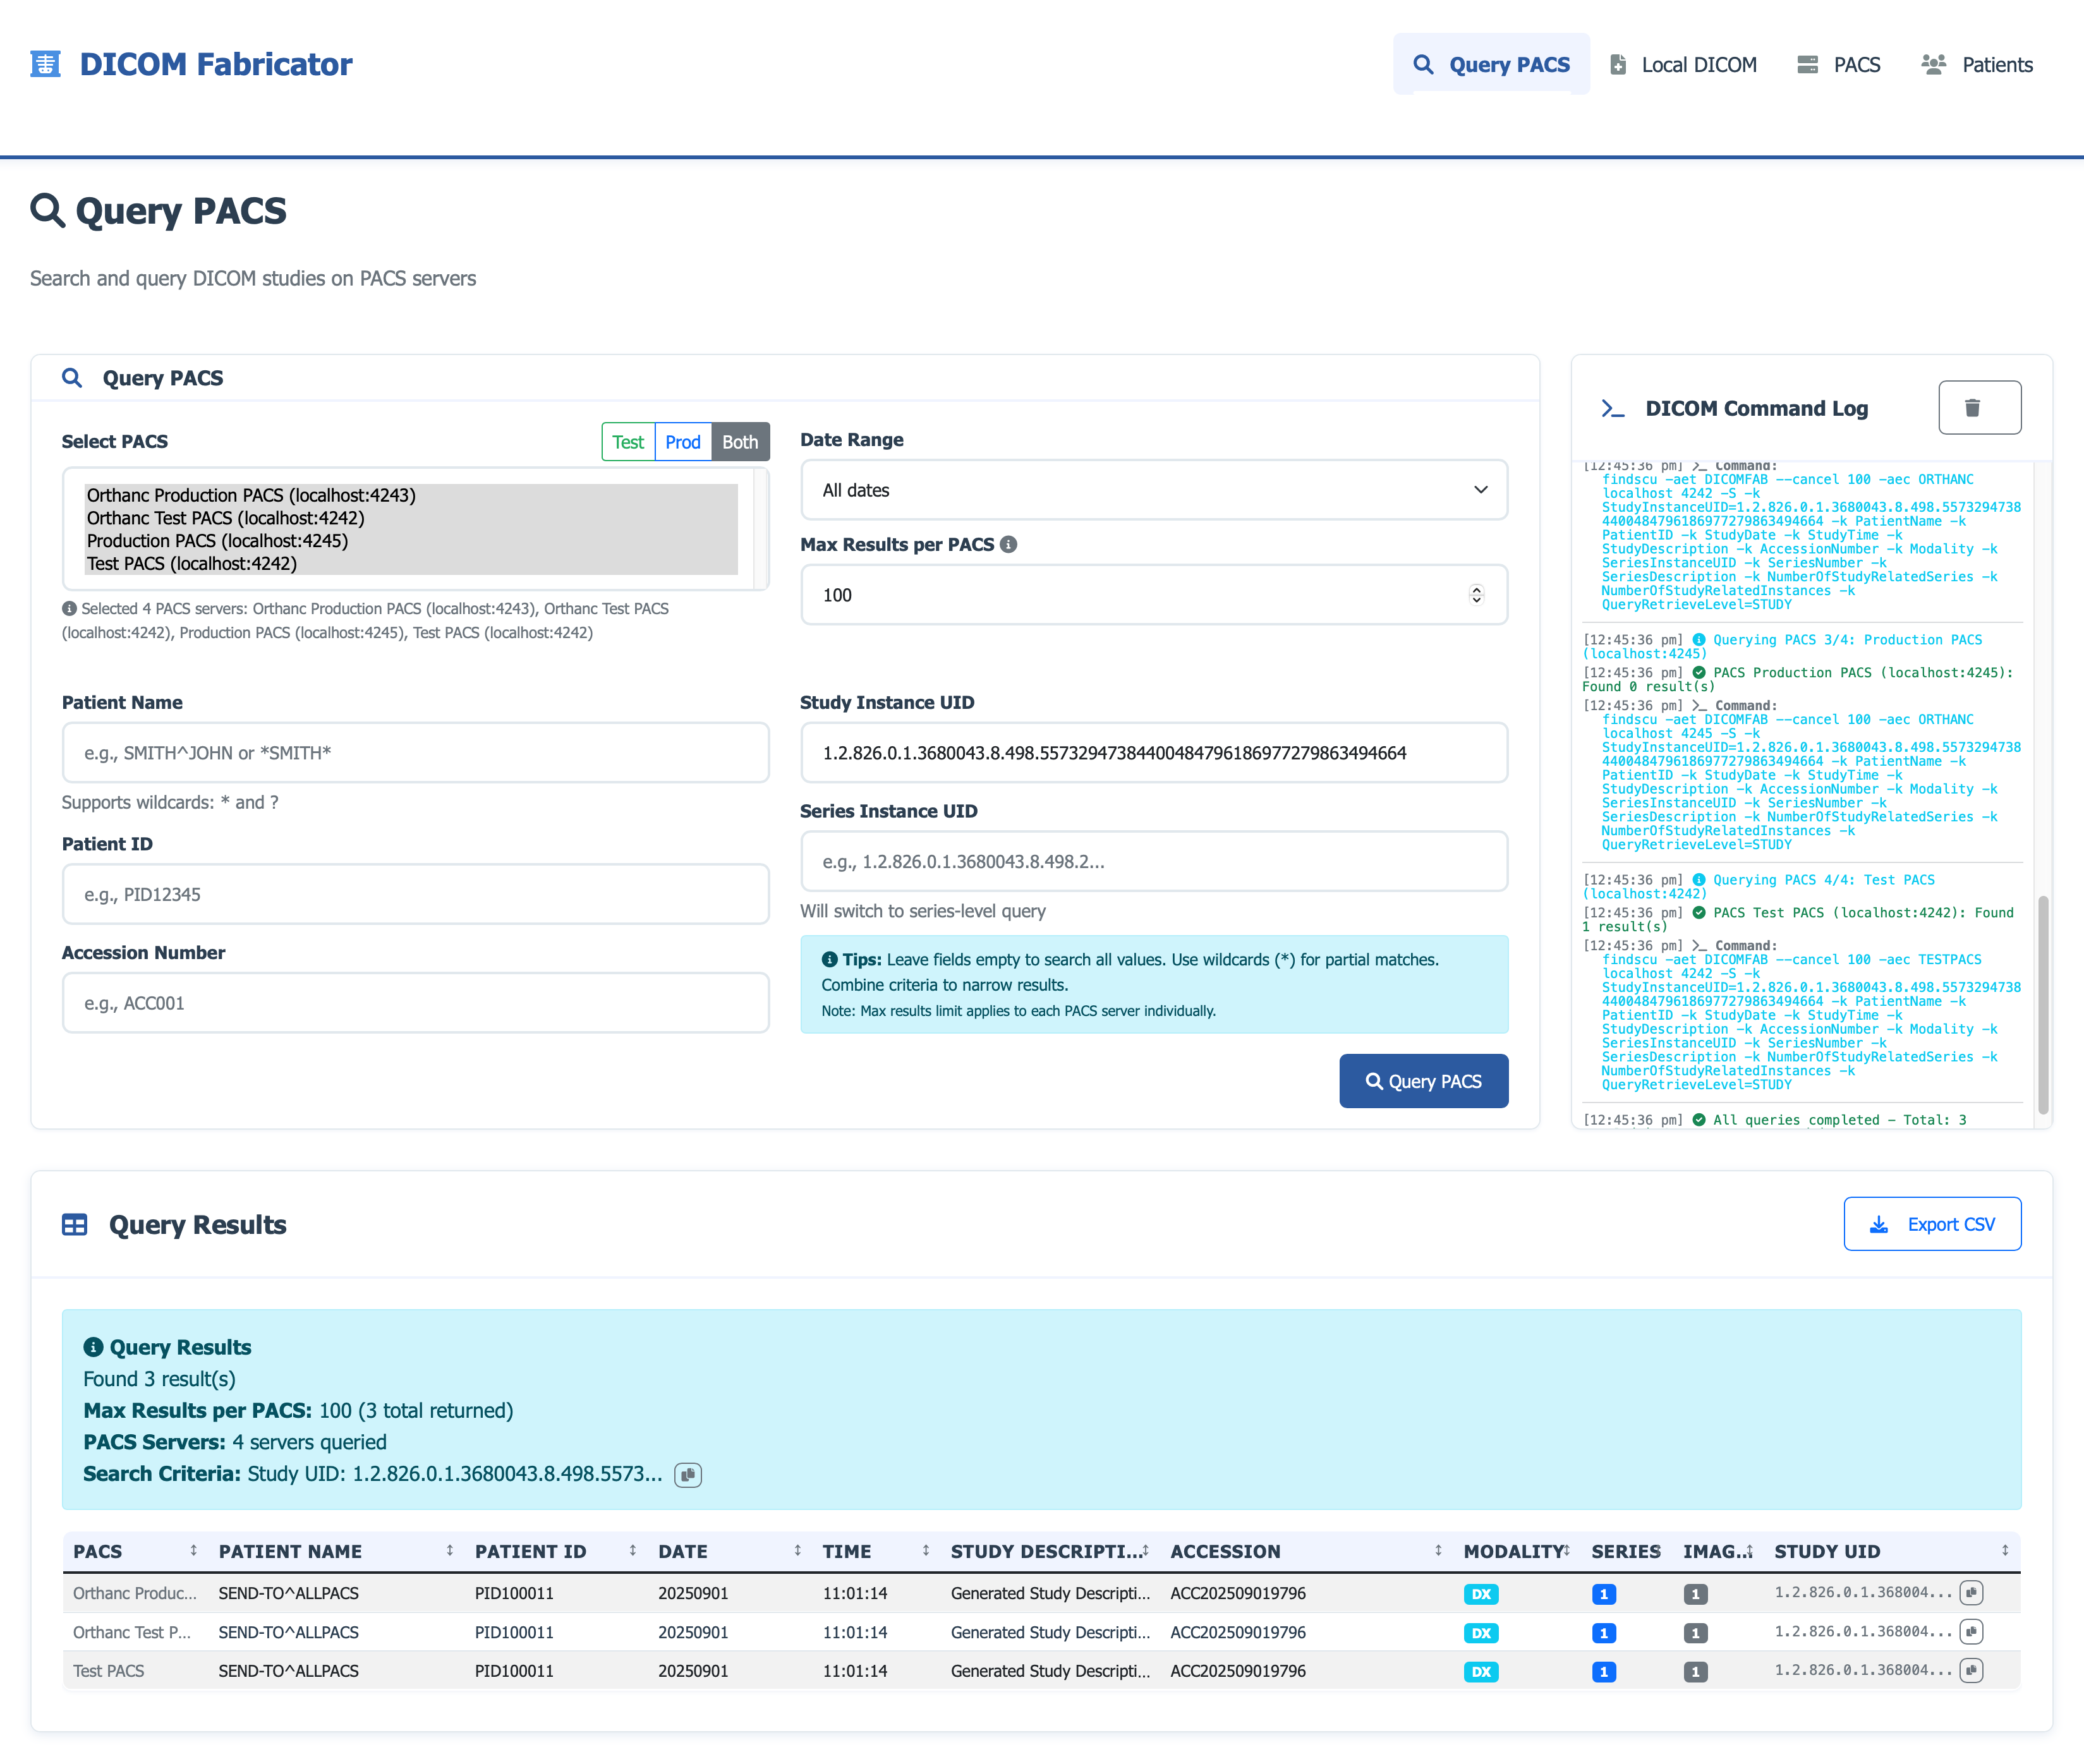 DICOM Fabricator
Query PACS
Local DICOM
PACS
Patients
Query PACS
Search and query DICOM studies on PACS servers
Query PACS
Select PACS
Test
Prod
Both
Orthanc Production PACS (localhost:4243)
Orthanc Test PACS (localhost:4242)
Production PACS (localhost:4245)
Test PACS (localhost:4242)
Selected 4 PACS servers: Orthanc Production PACS (localhost:4243), Orthanc Test PACS
(localhost:4242), Production PACS (localhost:4245), Test PACS (localhost:4242)
Date Range
All dates
Max Results per PACS
100
Patient Name
e.g., SMITH^JOHN or *SMITH*
Supports wildcards: * and ?
Patient ID
e.g., PID12345
Accession Number
e.g., ACC001
Study Instance UID
1.2.826.0.1.3680043.8.498.55732947384400484796186977279863494664
Series Instance UID
e.g., 1.2.826.0.1.3680043.8.498.2...
Will switch to series-level query
Tips: Leave fields empty to search all values. Use wildcards (*) for partial matches.
Combine criteria to narrow results.
Note: Max results limit applies to each PACS server individually.
Query PACS
DICOM Command Log
[12:45:36 pm] >_ Command:
findscu -aet DICOMFAB --cancel 100 -aec ORTHANC
localhost 4242 -S -k
StudyInstanceUID=1.2.826.0.1.3680043.8.498.5573294738
4400484796186977279863494664 -k PatientName -k
PatientID -k StudyDate -k StudyTime -k
StudyDescription -k AccessionNumber -k Modality -k
SeriesInstanceUID -k SeriesNumber -k
SeriesDescription -k NumberOfStudyRelatedSeries -k
NumberOfStudyRelatedInstances -k
QueryRetrieveLevel=STUDY
[12:45:36 pm] Querying PACS 3/4: Production PACS
(localhost:4245)
[12:45:36 pm] PACS Production PACS (localhost:4245):
Found 0 result(s)
[12:45:36 pm] >_ Command:
findscu -aet DICOMFAB --cancel 100 -aec ORTHANC
localhost 4245 -S -k
StudyInstanceUID=1.2.826.0.1.3680043.8.498.5573294738
4400484796186977279863494664 -k PatientName -k
PatientID -k StudyDate -k StudyTime -k
StudyDescription -k AccessionNumber -k Modality -k
SeriesInstanceUID -k SeriesNumber -k
SeriesDescription -k NumberOfStudyRelatedSeries -k
NumberOfStudyRelatedInstances -k
QueryRetrieveLevel=STUDY
[12:45:36 pm] Querying PACS 4/4: Test PACS
(localhost:4242)
[12:45:36 pm] PACS Test PACS (localhost:4242): Found
1 result(s)
[12:45:36 pm] >_ Command:
findscu -aet DICOMFAB --cancel 100 -aec TESTPACS
localhost 4242 -S -k
StudyInstanceUID=1.2.826.0.1.3680043.8.498.5573294738
4400484796186977279863494664 -k PatientName -k
PatientID -k StudyDate -k StudyTime -k
StudyDescription -k AccessionNumber -k Modality -k
SeriesInstanceUID -k SeriesNumber -k
SeriesDescription -k NumberOfStudyRelatedSeries -k
NumberOfStudyRelatedInstances -k
QueryRetrieveLevel=STUDY
[12:45:36 pm] All queries completed - Total: 3
Query Results
Export CSV
Query Results
Found 3 result(s)
Max Results per PACS: 100 (3 total returned)
PACS Servers: 4 servers queried
Search Criteria: Study UID: 1.2.826.0.1.3680043.8.498.5573...
PACS PATIENT NAME PATIENT ID DATE TIME STUDY DESCRIPTI... ACCESSION MODALITY SERIES IMAG... STUDY UID
Orthanc Produc... SEND-TO^ALLPACS PID100011 20250901 11:01:14 Generated Study Descripti... ACC202509019796 DX 1 1 1.2.826.0.1.368004...
Orthanc Test P... SEND-TO^ALLPACS PID100011 20250901 11:01:14 Generated Study Descripti... ACC202509019796 DX 1 1 1.2.826.0.1.368004...
Test PACS SEND-TO^ALLPACS PID100011 20250901 11:01:14 Generated Study Descripti... ACC202509019796 DX 1 1 1.2.826.0.1.368004...